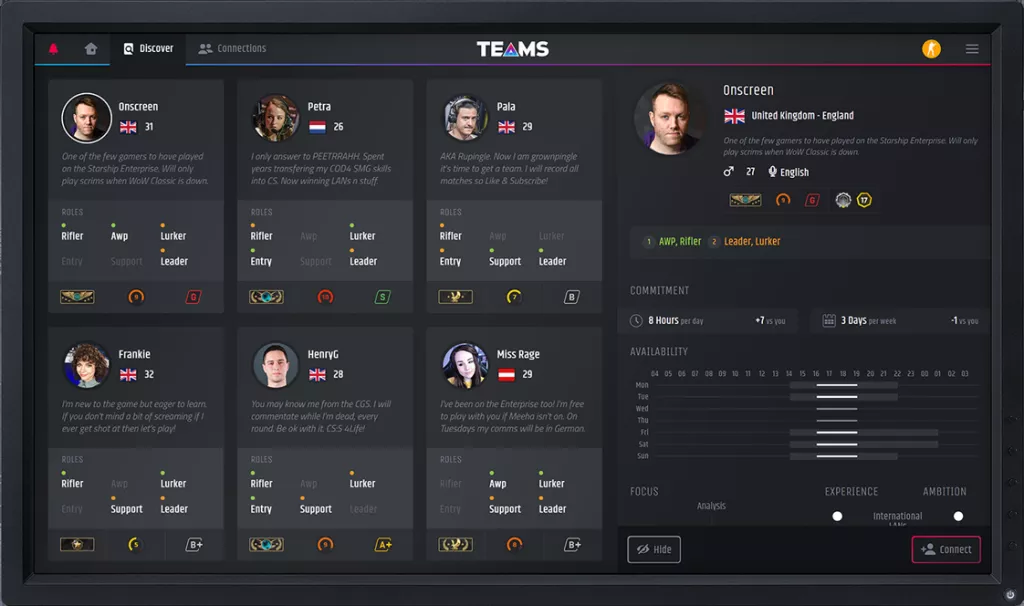 Discover
Connections
TEAMS
Onscreen
31
One of the few gamers to have played
on the Starship Enterprise. Will only
play scrims when WoW Classic is down.
ROLES
Rifler Awp Lurker
Entry Support Leader
9
D
Petra
26
I only answer to PEETRRAHH. Spent
years transfering my COD4 SMG skills
into CS. Now winning LANs n stuff
ROLES
Rifler Awp Lurker
Entry Support Leader
10
S
Pala
29
AKA Rupingle. Now I am grownpingle
it's time to get a team. I will record all
matches so Like & Subscribe!
ROLES
Rifler Awp Lurker
Entry Support Leader
7
B
Frankie
32
I'm new to the game but eager to learn.
If you don't mind a bit of screaming if I
ever get shot at then let's play!
ROLES
Rifler Awp Lurker
Entry Support Leader
5
B+
HenryG
28
You may know me from the CGS. I will
commentate while I'm dead, every
round. Be ok with it. CS:S 4Life!
ROLES
Rifler Awp Lurker
Entry Support Leader
9
A+
Miss Rage
29
I've been on the Enterprise too! I'm free
to play with you if Meeha isn't on. On
Tuesdays my comms will be in German.
ROLES
Rifler Awp Lurker
Entry Support Leader
8
B+
Onscreen
United Kingdom - England
One of the few gamers to have played on the Starship Enterprise. Will only
play scrims when WoW Classic is down.
27 English
9 G 17
1 AWP, Rifler 2 Leader, Lurker
COMMITMENT
8 Hours per day +7 vs you
3 Days per week -1 vs you
AVAILABILITY
04 05 06 07 08 09 10 11 12 13 14 15 16 17 18 19 20 21 22 23 00 01 02 03
Mon
Tue
Wed
Thu
Fri
Sat
Sun
FOCUS EXPERIENCE AMBITION
Analysis
International
LANs
Hide
Connect